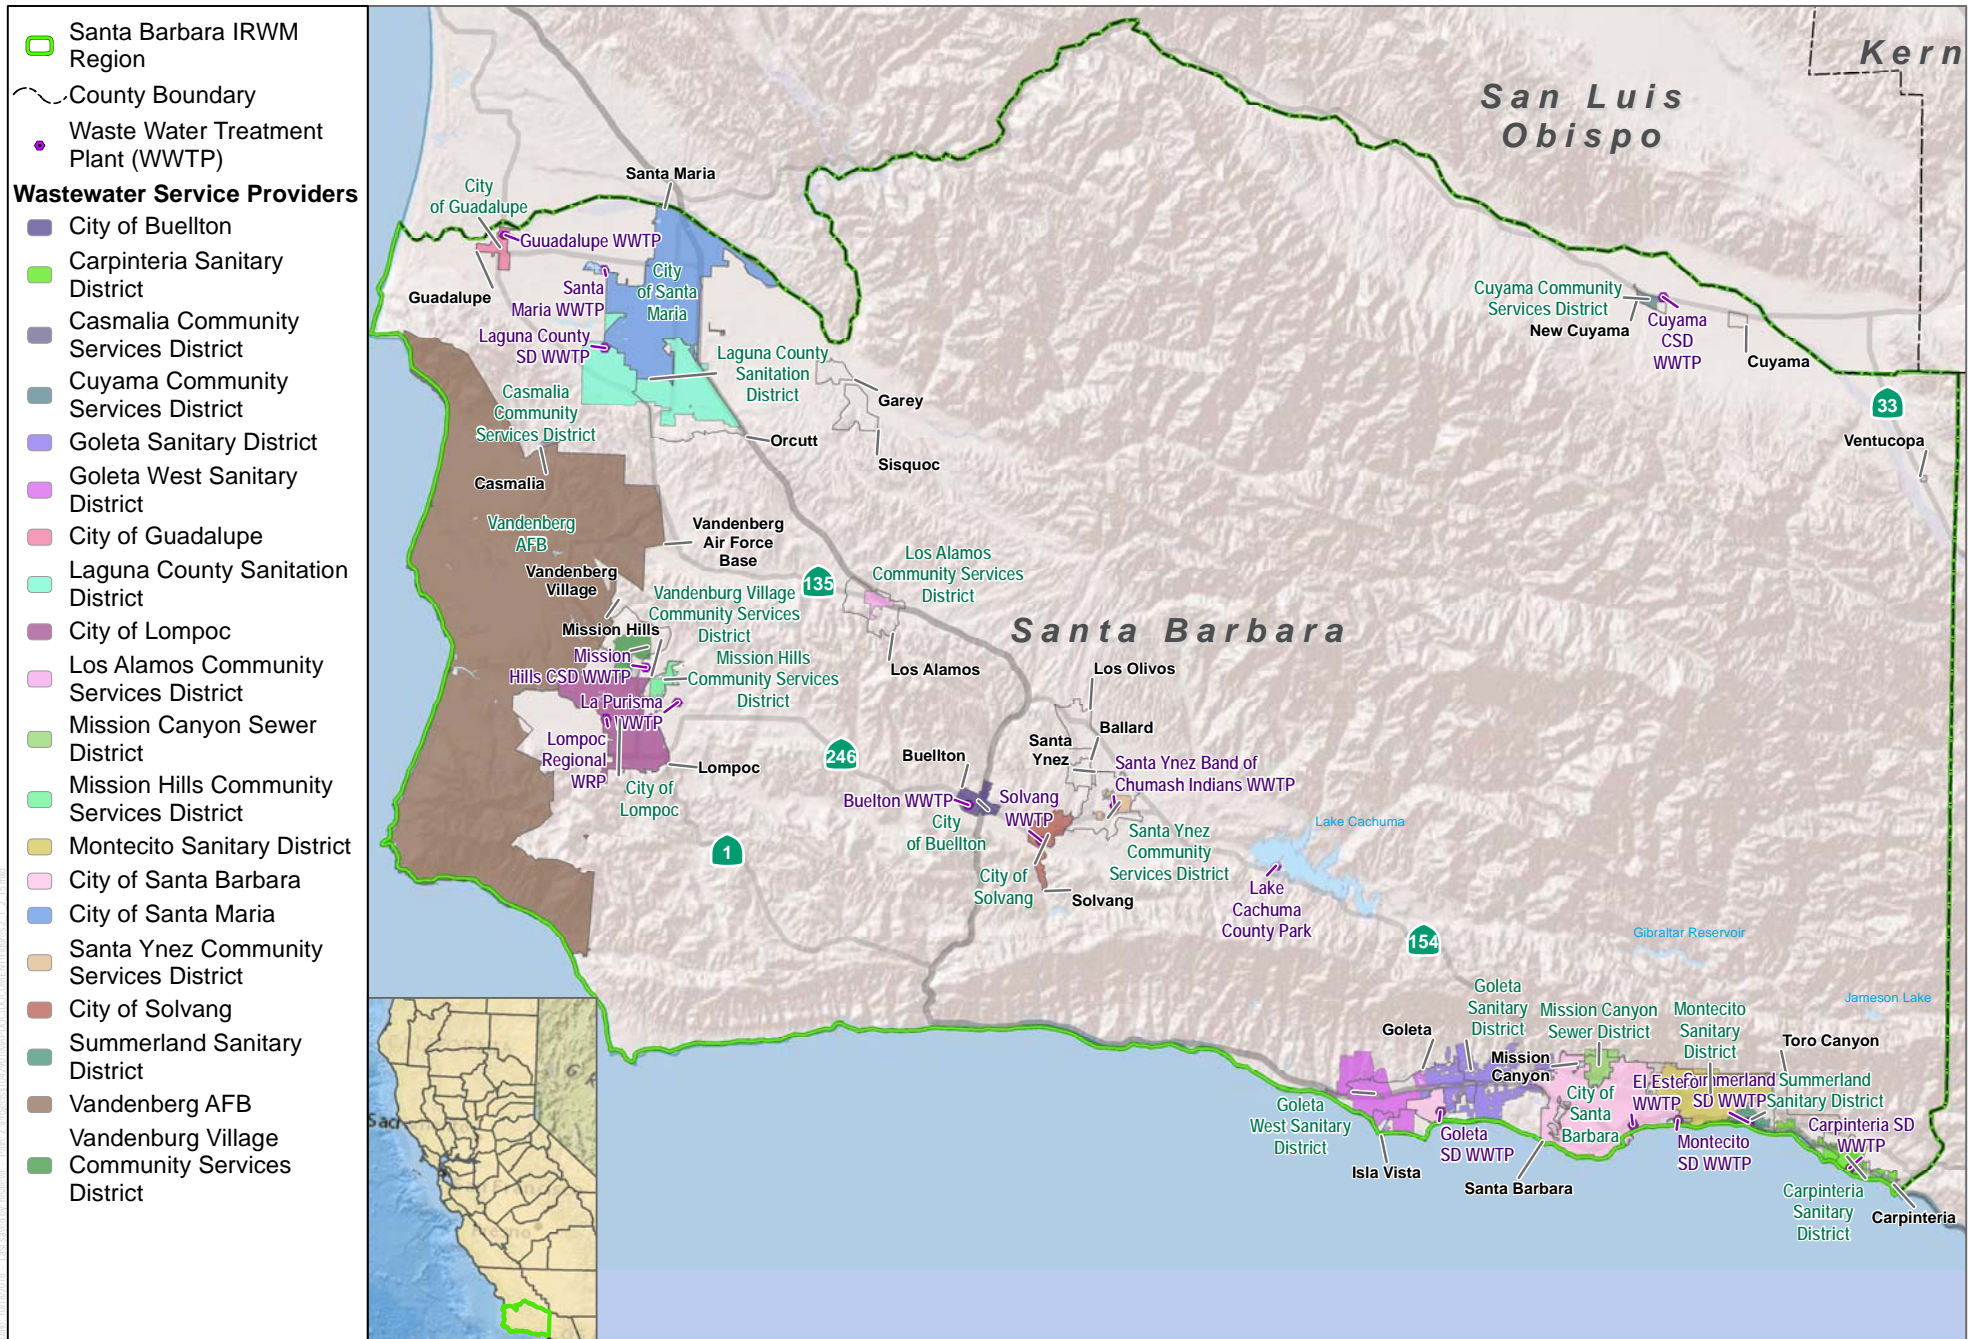 Santa Barbara IRWM
Region
County Boundary
Waste Water Treatment
Plant (WWTP)
Wastewater Service Providers
City of Buellton
Carpinteria Sanitary
District
Casmalia Community
Services District
Cuyama Community
Services District
Goleta Sanitary District
Goleta West Sanitary
District
City of Guadalupe
Laguna County Sanitation
District
City of Lompoc
Los Alamos Community
Services District
Mission Canyon Sewer
District
Mission Hills Community
Services District
Montecito Sanitary District
City of Santa Barbara
City of Santa Maria
Santa Ynez Community
Services District
City of Solvang
Summerland Sanitary
District
Vandenberg AFB
Vandenburg Village
Community Services
District
Kern
San Luis
Obispo
Santa Maria
City
of Guadalupe
Guuadalupe WWTP
Guadalupe
Santa
Maria WWTP
City
of Santa
Maria
Laguna County
SD WWTP
Laguna County
Sanitation
District
Casmalia
Community
Services District
Garey
Orcutt
Sisquoc
Casmalia
Cuyama Community
Services District
New Cuyama
Cuyama
CSD
WWTP
Cuyama
33
Ventucopa
Vandenberg
AFB
Vandenberg
Air Force
Base
Vandenberg
Village
135
Los Alamos
Community Services
District
Vandenburg Village
Community Services
District
Mission Hills
Mission
Hills CSD WWTP
Mission Hills
Community Services
District
Los Alamos
Santa Barbara
Los Olivos
La Purisma
WWTP
Lompoc
Regional
WRP
Lompoc
City of
Lompoc
246
Buellton
Santa
Ynez
Ballard
Santa Ynez Band of
Chumash Indians WWTP
Buelton WWTP
Solvang
WWTP
City
of Buellton
Santa Ynez
Community
Services District
City of
Solvang
Solvang
1
Lake Cachuma
Lake
Cachuma
County Park
154
Gibraltar Reservoir
Jameson Lake
Goleta
Sanitary
District
Mission Canyon
Sewer District
Montecito
Sanitary
District
Goleta
Mission
Canyon
Toro Canyon
City of
Santa
Barbara
El Estero
WWTP
Summerland
SD WWTP
Summerland
Sanitary District
Goleta
West Sanitary
District
Isla Vista
Goleta
SD WWTP
Santa Barbara
Montecito
SD WWTP
Carpinteria SD
WWTP
Carpinteria
Sanitary
District
Carpinteria